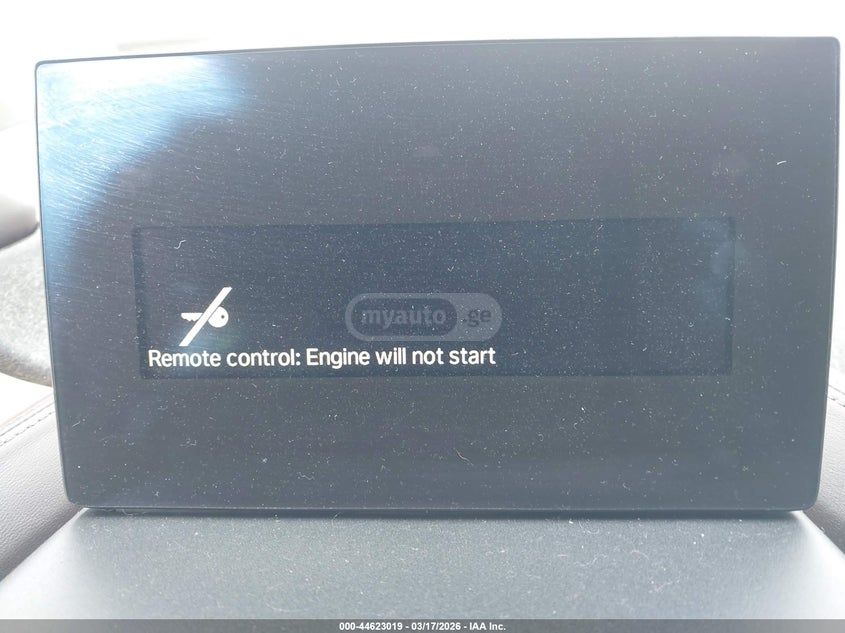 myauto.ge
Remote control: Engine will not start
000-44623019 - 03/17/2026 - IAA Inc.